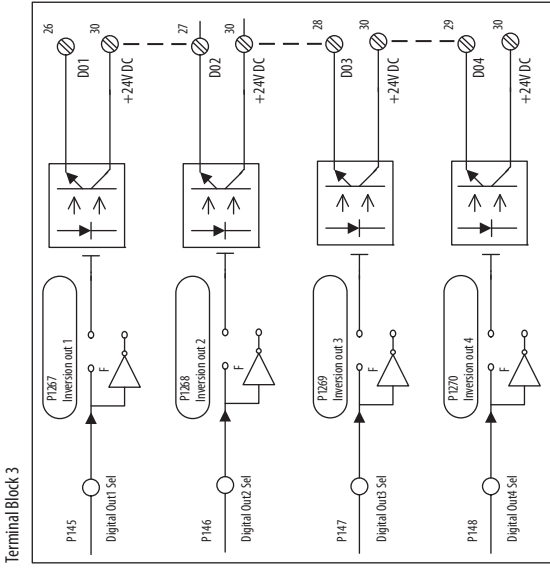 Terminal Block 3
P145
Digital Out1 Sel
P1267
Inversion out 1
F
26
DO1
30
+24V DC
P146
Digital Out2 Sel
P1268
Inversion out 2
F
27
DO2
30
+24V DC
P147
Digital Out3 Sel
P1269
Inversion out 3
F
28
DO3
30
+24V DC
P148
Digital Out4 Sel
P1270
Inversion out 4
F
29
DO4
30
+24V DC